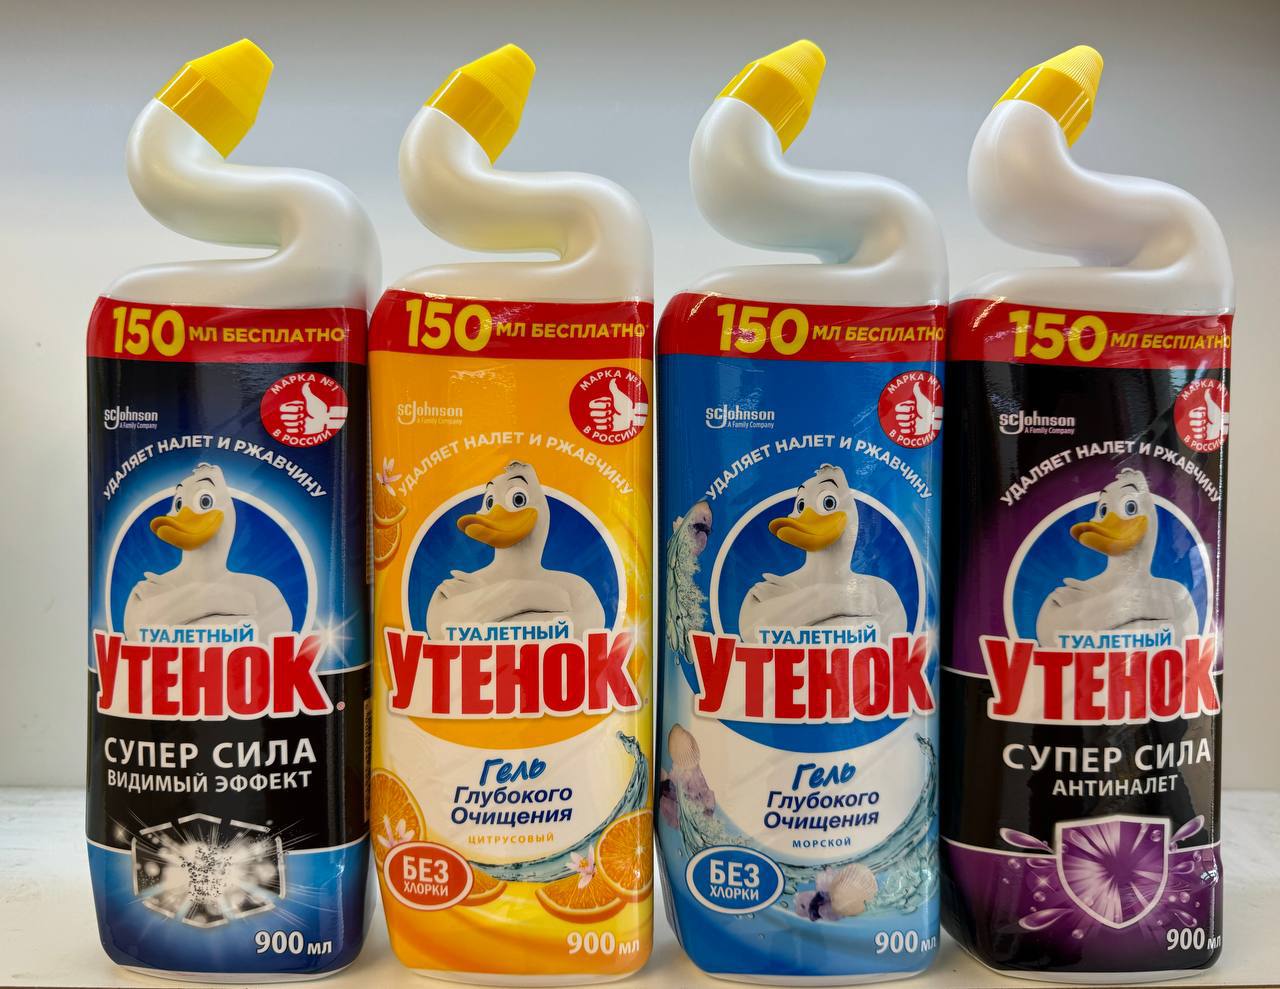 150 МЛ БЕСПЛАТНО
SC Johnson
A Family Company
МАРКА №1
В РОССИИ
УДАЛЯЕТ НАЛЕТ И РЖАВЧИНУ
ТУАЛЕТНЫЙ
УТЕНОК
СУПЕР СИЛА
ВИДИМЫЙ ЭФФЕКТ
900 МЛ
150 МЛ БЕСПЛАТНО
SC Johnson
A Family Company
МАРКА №1
В РОССИИ
УДАЛЯЕТ НАЛЕТ И РЖАВЧИНУ
ТУАЛЕТНЫЙ
УТЕНОК
Гель
Глубокого
Очищения
ЦИТРУСОВЫЙ
БЕЗ
ХЛОРКИ
900 МЛ
150 МЛ БЕСПЛАТНО
SC Johnson
A Family Company
МАРКА №1
В РОССИИ
УДАЛЯЕТ НАЛЕТ И РЖАВЧИНУ
ТУАЛЕТНЫЙ
УТЕНОК
Гель
Глубокого
Очищения
МОРСКОЙ
БЕЗ
ХЛОРКИ
900 МЛ
150 МЛ БЕСПЛАТНО
SC Johnson
A Family Company
МАРКА №
В РОССИИ
УДАЛЯЕТ НАЛЕТ И РЖАВЧИНУ
ТУАЛЕТНЫЙ
УТЕНОК
СУПЕР СИЛА
АНТИНАЛЕТ
900 МЛ